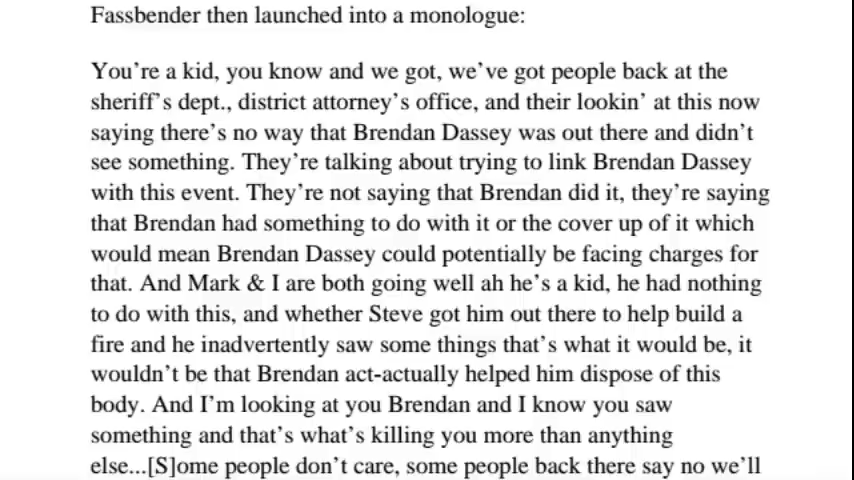 Fassbender then launched into a monologue:
You’re a kid, you know and we got, we’ve got people back at the
sheriff’s dept., district attorney’s office, and their lookin’ at this now
saying there’s no way that Brendan Dassey was out there and didn’t
see something. They’re talking about trying to link Brendan Dassey
with this event. They’re not saying that Brendan did it, they’re saying
that Brendan had something to do with it or the cover up of it which
would mean Brendan Dassey could potentially be facing charges for
that. And Mark & I are both going well ah he’s a kid, he had nothing
to do with this, and whether Steve got him out there to help build a
fire and he inadvertently saw some things that’s what it would be, it
wouldn’t be that Brendan act-actually helped him dispose of this
body. And I’m looking at you Brendan and I know you saw
something and that’s what’s killing you more than anything
else...[S]ome people don’t care, some people back there say no we’ll